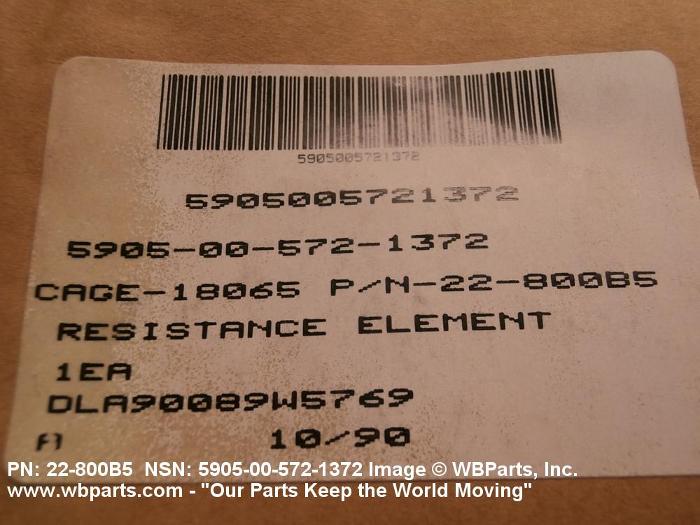 5905005721372
5905005721372
5905-00-572-1372
CAGE-18065 P/N-22-800B5
RESISTANCE ELEMENT
1EA
DLA90089W5769
A1 10/90
PN: 22-800B5 NSN: 5905-00-572-1372 Image © WBParts, Inc.
www.wbparts.com - "Our Parts Keep the World Moving"